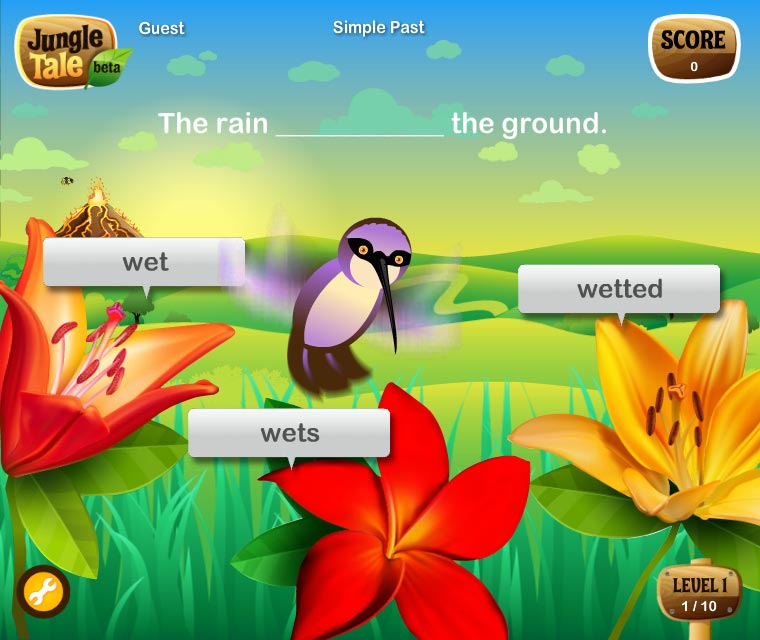 Jungle
Tale
beta
Guest
Simple Past
SCORE
0
The rain ____________ the ground.
wet
wetted
wets
LEVEL 1
1 / 10